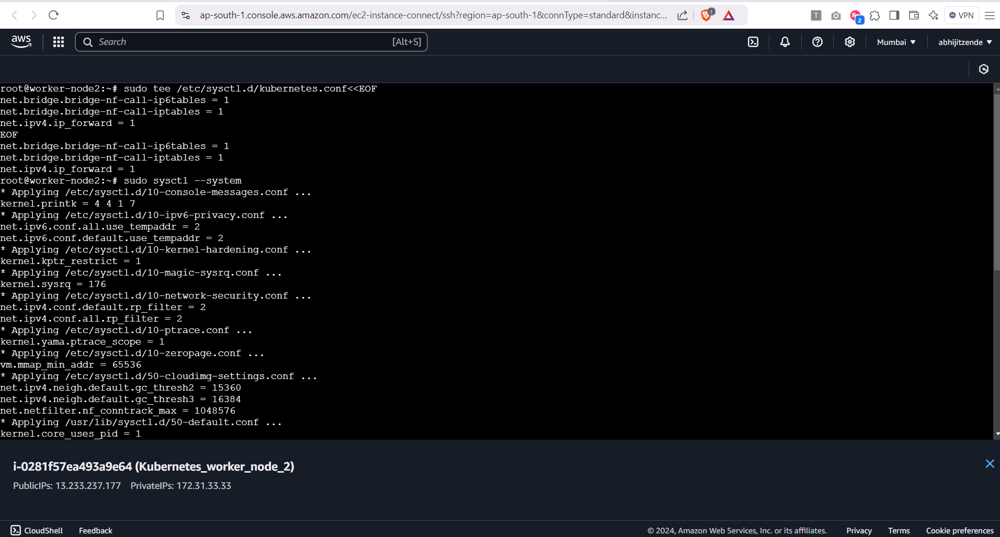 ap-south-1.console.aws.amazon.com/ec2-instance-connect/ssh?region=ap-south-1&connType=standard&instanc...
1
T
2
VPN
aws
Search
[Alt+S]
Mumbai
abhijitzende
root@worker-node2:~# sudo tee /etc/sysctl.d/kubernetes.conf<<EOF
net.bridge.bridge-nf-call-ip6tables = 1
net.bridge.bridge-nf-call-iptables = 1
net.ipv4.ip_forward = 1
EOF
net.bridge.bridge-nf-call-ip6tables = 1
net.bridge.bridge-nf-call-iptables = 1
net.ipv4.ip_forward = 1
root@worker-node2:~# sudo sysctl --system
* Applying /etc/sysctl.d/10-console-messages.conf ...
kernel.printk = 4 4 1 7
* Applying /etc/sysctl.d/10-ipv6-privacy.conf ...
net.ipv6.conf.all.use_tempaddr = 2
net.ipv6.conf.default.use_tempaddr = 2
* Applying /etc/sysctl.d/10-kernel-hardening.conf ...
kernel.kptr_restrict = 1
* Applying /etc/sysctl.d/10-magic-sysrq.conf ...
kernel.sysrq = 176
* Applying /etc/sysctl.d/10-network-security.conf ...
net.ipv4.conf.default.rp_filter = 2
net.ipv4.conf.all.rp_filter = 2
* Applying /etc/sysctl.d/10-ptrace.conf ...
kernel.yama.ptrace_scope = 1
* Applying /etc/sysctl.d/10-zeropage.conf ...
vm.mmap_min_addr = 65536
* Applying /etc/sysctl.d/50-cloudimg-settings.conf ...
net.ipv4.neigh.default.gc_thresh2 = 15360
net.ipv4.neigh.default.gc_thresh3 = 16384
net.netfilter.nf_conntrack_max = 1048576
* Applying /usr/lib/sysctl.d/50-default.conf ...
kernel.core_uses_pid = 1
i-0281f57ea493a9e64 (Kubernetes_worker_node_2)
PublicIPs: 13.233.237.177 PrivateIPs: 172.31.33.33
CloudShell Feedback © 2024, Amazon Web Services, Inc. or its affiliates. Privacy Terms Cookie preferences